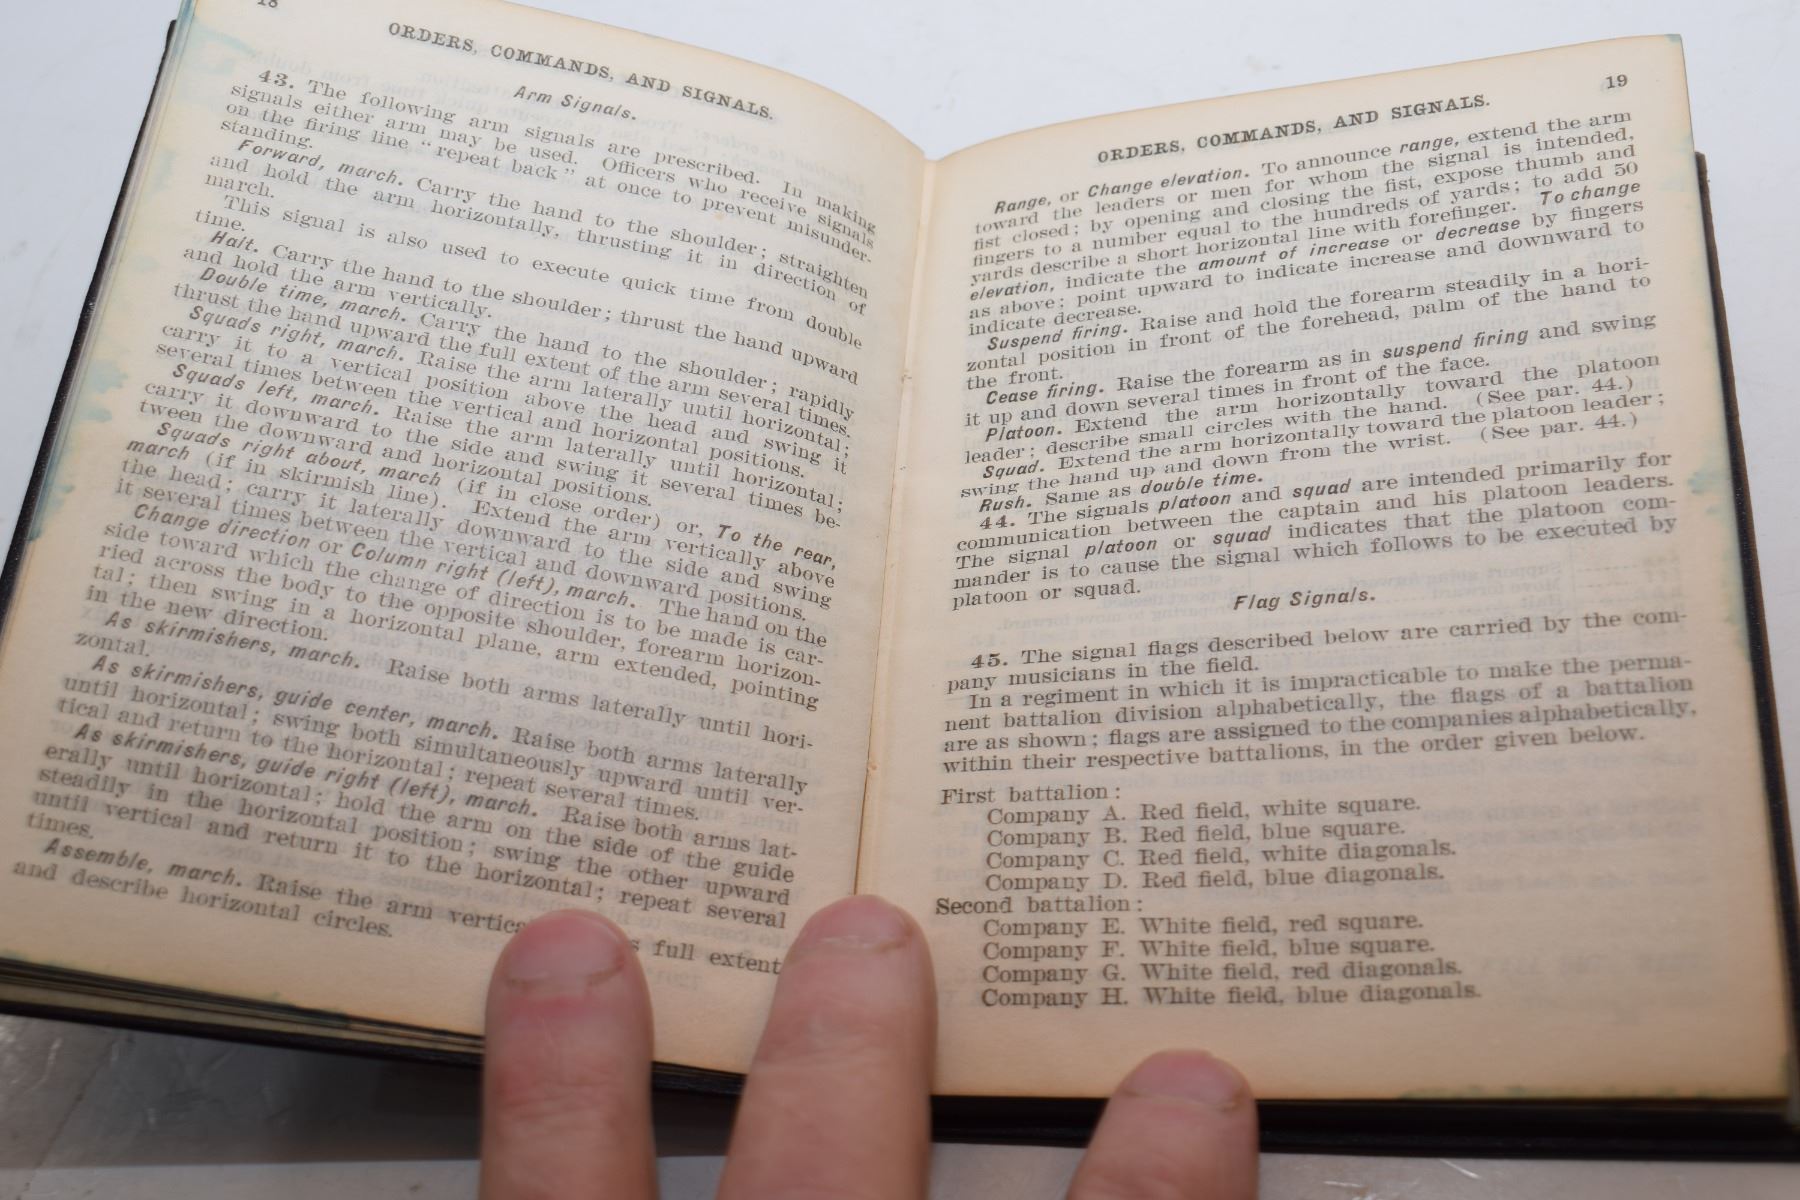 18
ORDERS, COMMANDS, AND SIGNALS.
Arm Signals.
43. The following arm signals are prescribed. In making
signals either arm may be used. Officers who receive signals
on the firing line "repeat back" at once to prevent misunder-
standing.
Forward, march. Carry the hand to the shoulder; straighten
and hold the arm horizontally, thrusting it in direction of
march.
This signal is also used to execute quick time from double
time.
Halt. Carry the hand to the shoulder; thrust the hand upward
and hold the arm vertically.
Double time, march. Carry the hand to the shoulder; rapidly
thrust the hand upward the full extent of the arm several times.
Squads right, march. Raise the arm laterally until horizontal;
carry it to a vertical position above the head and swing it
several times between the vertical and horizontal positions.
Squads left, march. Raise the arm laterally until horizontal;
carry it downward to the side and swing it several times be-
tween the downward and horizontal positions.
Squads right about, march (if in close order) or, To the rear,
march (if in skirmish line). Extend the arm vertically above
the head; carry it laterally downward to the side and swing
it several times between the vertical and downward positions.
Change direction or Column right (left), march. The hand on the
side toward which the change of direction is to be made is car-
ried across the body to the opposite shoulder, forearm horizon-
tal; then swing in a horizontal plane, arm extended, pointing
in the new direction.
As skirmishers, march. Raise both arms laterally until hori-
zontal.
As skirmishers, guide center, march. Raise both arms laterally
until horizontal; swing both simultaneously upward until ver-
tical and return to the horizontal; repeat several times.
As skirmishers, guide right (left), march. Raise both arms lat-
erally until horizontal; hold the arm on the side of the guide
steadily in the horizontal position; swing the other upward
until vertical and return it to the horizontal; repeat several
times.
Assemble, march. Raise the arm vertica s full extent
and describe horizontal circles.
19
ORDERS, COMMANDS, AND SIGNALS.
Range, or Change elevation. To announce range, extend the arm
toward the leaders or men for whom the signal is intended,
fist closed; by opening and closing the fist, expose thumb and
fingers to a number equal to the hundreds of yards; to add 50
yards describe a short horizontal line with forefinger. To change
elevation, indicate the amount of increase or decrease by fingers
as above; point upward to indicate increase and downward to
indicate decrease.
Suspend firing. Raise and hold the forearm steadily in a hori-
zontal position in front of the forehead, palm of the hand to
the front.
Cease firing. Raise the forearm as in suspend firing and swing
it up and down several times in front of the face.
Platoon. Extend the arm horizontally toward the platoon
leader; describe small circles with the hand. (See par. 44.)
Squad. Extend the arm horizontally toward the platoon leader;
swing the hand up and down from the wrist. (See par. 44.)
Rush. Same as double time.
44. The signals platoon and squad are intended primarily for
communication between the captain and his platoon leaders.
The signal platoon or squad indicates that the platoon com-
mander is to cause the signal which follows to be executed by
platoon or squad.
Flag Signals.
45. The signal flags described below are carried by the com-
pany musicians in the field.
In a regiment in which it is impracticable to make the perma-
nent battalion division alphabetically, the flags of a battalion
are as shown; flags are assigned to the companies alphabetically,
within their respective battalions, in the order given below.
First battalion:
Company A. Red field, white square.
Company B. Red field, blue square.
Company C. Red field, white diagonals.
Company D. Red field, blue diagonals.
Second battalion:
Company E. White field, red square.
Company F. White field, blue square.
Company G. White field, red diagonals.
Company H. White field, blue diagonals.